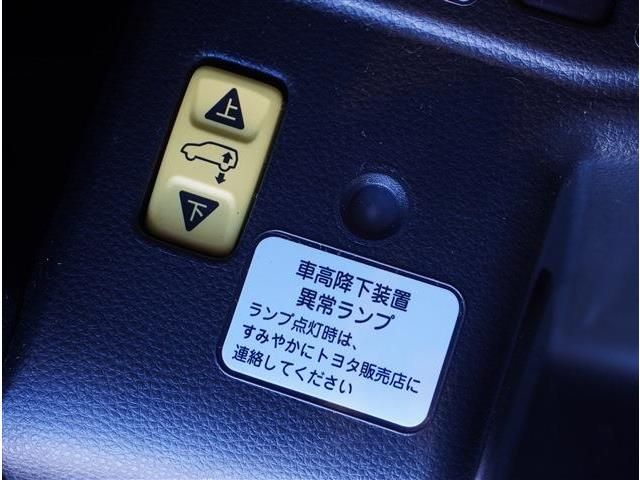 上
下
車高降下装置
異常ランプ
ランプ点灯時は、
すみやかにトヨタ販売店に
連絡してください